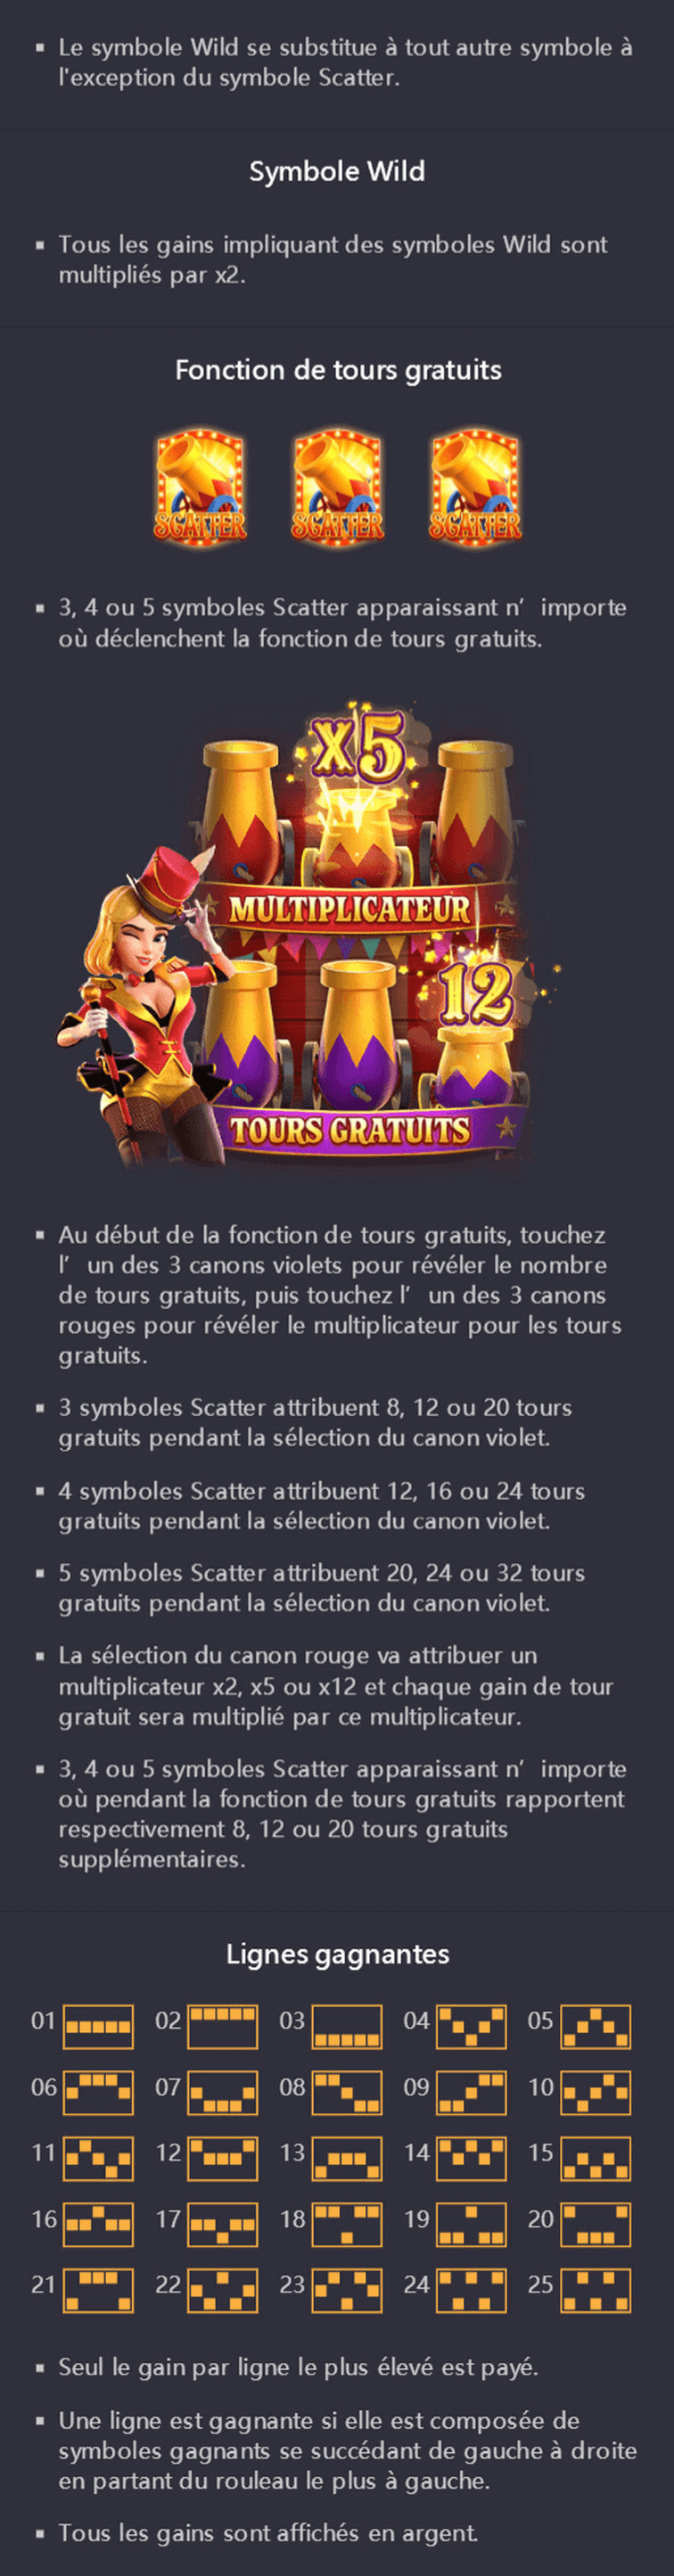 ▪ Le symbole Wild se substitue à tout autre symbole à
l'exception du symbole Scatter.
Symbole Wild
▪ Tous les gains impliquant des symboles Wild sont
multipliés par x2.
Fonction de tours gratuits
SCATTER SCATTER SCATTER
▪ 3, 4 ou 5 symboles Scatter apparaissant n’ importe
où déclenchent la fonction de tours gratuits.
x5
MULTIPLICATEUR
12
TOURS GRATUITS
▪ Au début de la fonction de tours gratuits, touchez
l’ un des 3 canons violets pour révéler le nombre
de tours gratuits, puis touchez l’ un des 3 canons
rouges pour révéler le multiplicateur pour les tours
gratuits.
▪ 3 symboles Scatter attribuent 8, 12 ou 20 tours
gratuits pendant la sélection du canon violet.
▪ 4 symboles Scatter attribuent 12, 16 ou 24 tours
gratuits pendant la sélection du canon violet.
▪ 5 symboles Scatter attribuent 20, 24 ou 32 tours
gratuits pendant la sélection du canon violet.
▪ La sélection du canon rouge va attribuer un
multiplicateur x2, x5 ou x12 et chaque gain de tour
gratuit sera multiplié par ce multiplicateur.
▪ 3, 4 ou 5 symboles Scatter apparaissant n’ importe
où pendant la fonction de tours gratuits rapportent
respectivement 8, 12 ou 20 tours gratuits
supplémentaires.
Lignes gagnantes
01 02 03 04 05
06 07 08 09 10
11 12 13 14 15
16 17 18 19 20
21 22 23 24 25
▪ Seul le gain par ligne le plus élevé est payé.
▪ Une ligne est gagnante si elle est composée de
symboles gagnants se succédant de gauche à droite
en partant du rouleau le plus à gauche.
▪ Tous les gains sont affichés en argent.